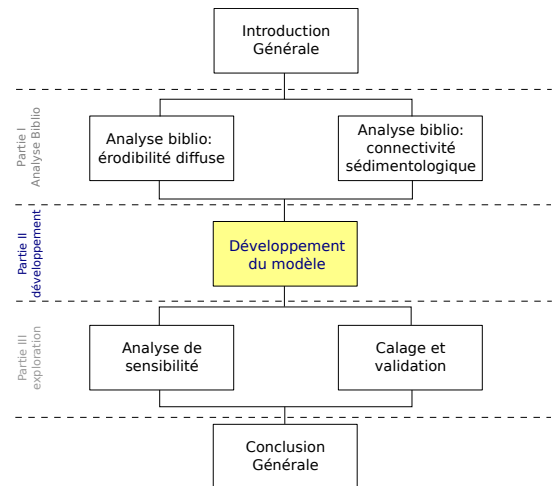 Introduction
Générale
Partie I
Analyse Biblio
Analyse biblio:
érodibilité diffuse
Analyse biblio:
connectivité
sédimentologique
Partie II
développement
Développement
du modèle
Partie III
exploration
Analyse de
sensibilité
Calage et
validation
Conclusion
Générale